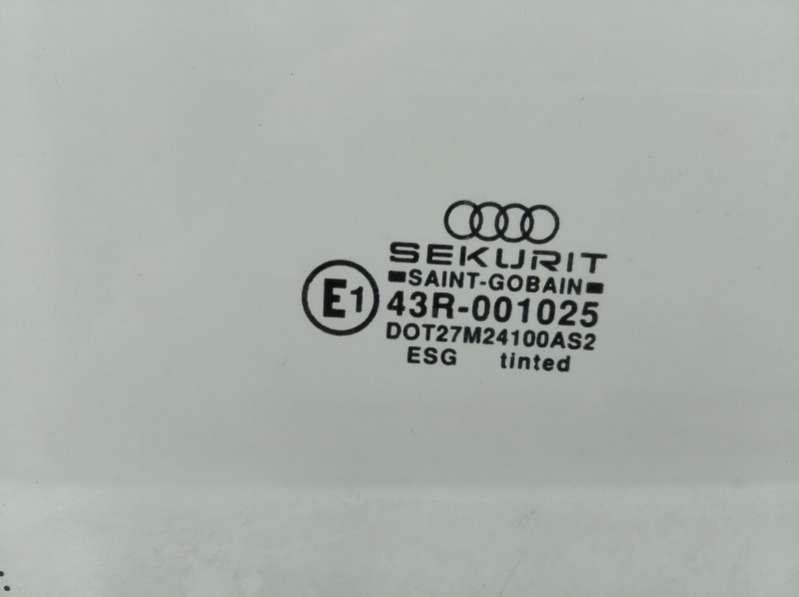 SEKURIT
SAINT-GOBAIN
E1 43R-001025
DOT27M24100AS2
ESG tinted